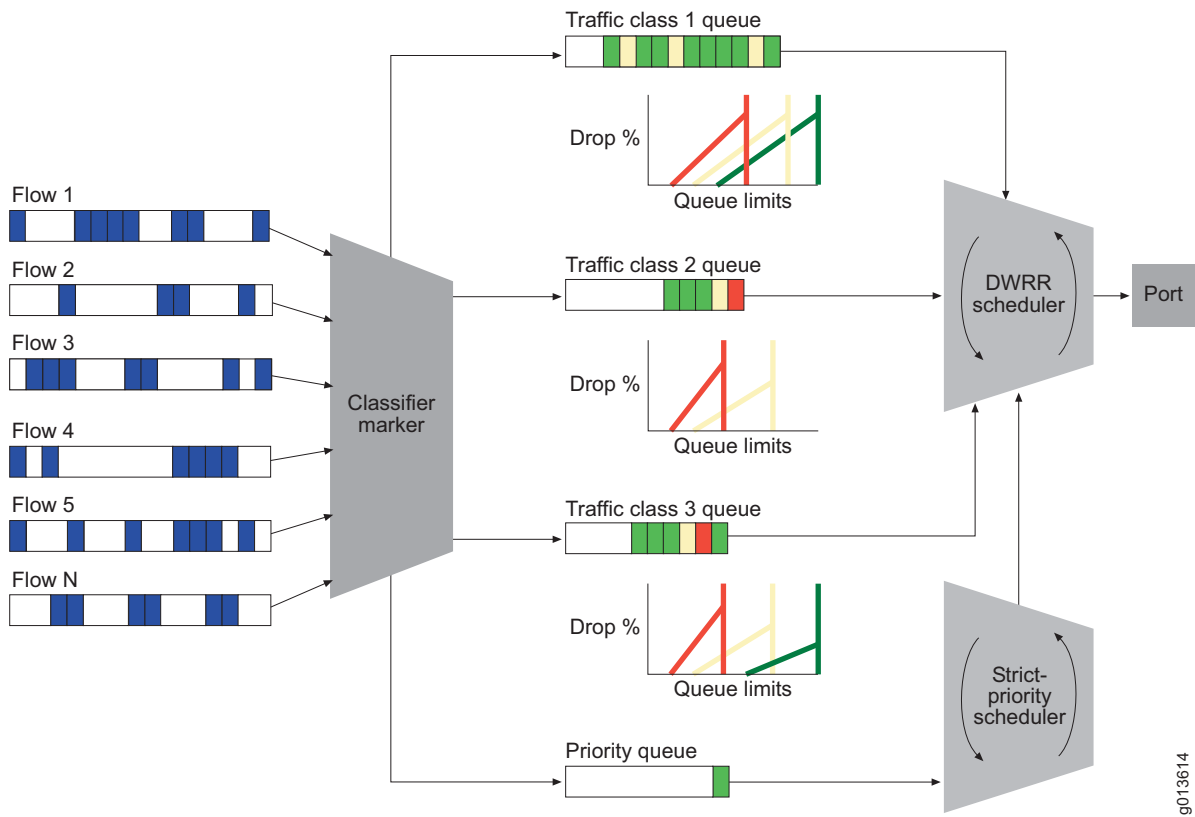 Traffic class 1 queue
Drop %
Queue limits
Flow 1
Flow 2
Flow 3
Flow 4
Flow 5
Flow N
Classifier
marker
Traffic class 2 queue
Drop %
Queue limits
Traffic class 3 queue
Drop %
Queue limits
Priority queue
DWRR
scheduler
Port
Strict-
priority
scheduler
g013614